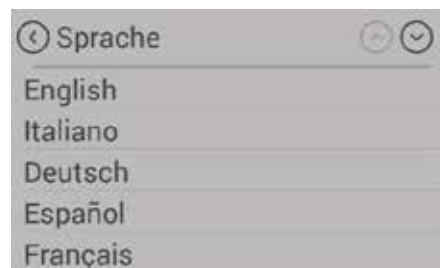 Sprache
English
Italiano
Deutsch
Español
Français